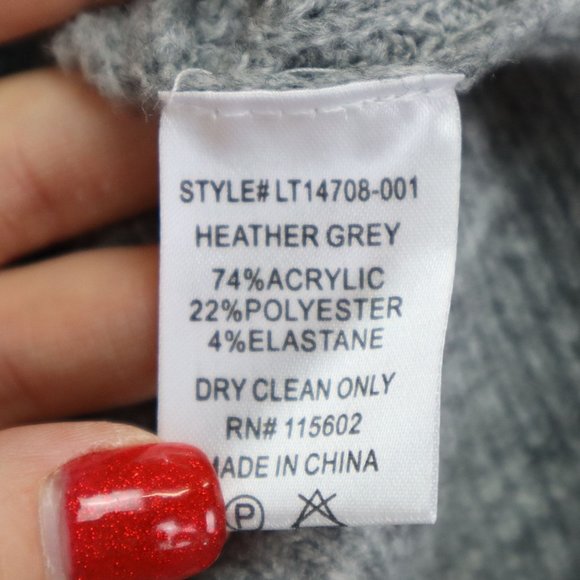 STYLE# LT14708-001
HEATHER GREY
74%ACRYLIC
22%POLYESTER
4%ELASTANE
DRY CLEAN ONLY
RN# 115602
MADE IN CHINA
P